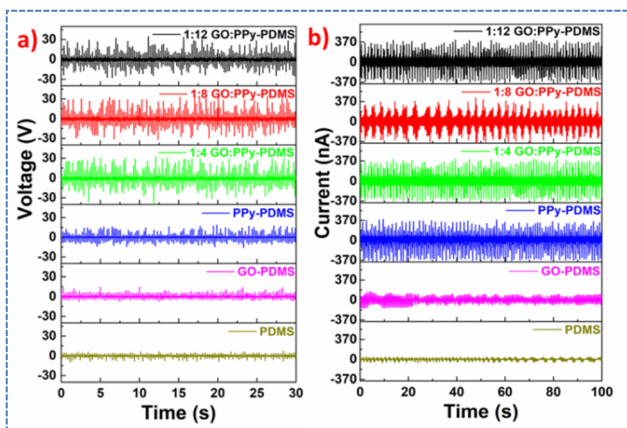 a)
Voltage (V)
30
0
-30
1:12 GO:PPy-PDMS
30
0
-30
1:8 GO:PPy-PDMS
30
0
-30
1:4 GO:PPy-PDMS
30
0
-30
PPy-PDMS
30
0
-30
GO-PDMS
30
0
-30
PDMS
0 5 10 15 20 25 30
Time (s)
b)
Current (nA)
370
0
-370
1:12 GO:PPy-PDMS
370
0
-370
1:8 GO:PPy-PDMS
370
0
-370
1:4 GO:PPy-PDMS
370
0
-370
PPy-PDMS
370
0
-370
GO-PDMS
370
0
-370
PDMS
0 20 40 60 80 100
Time (s)